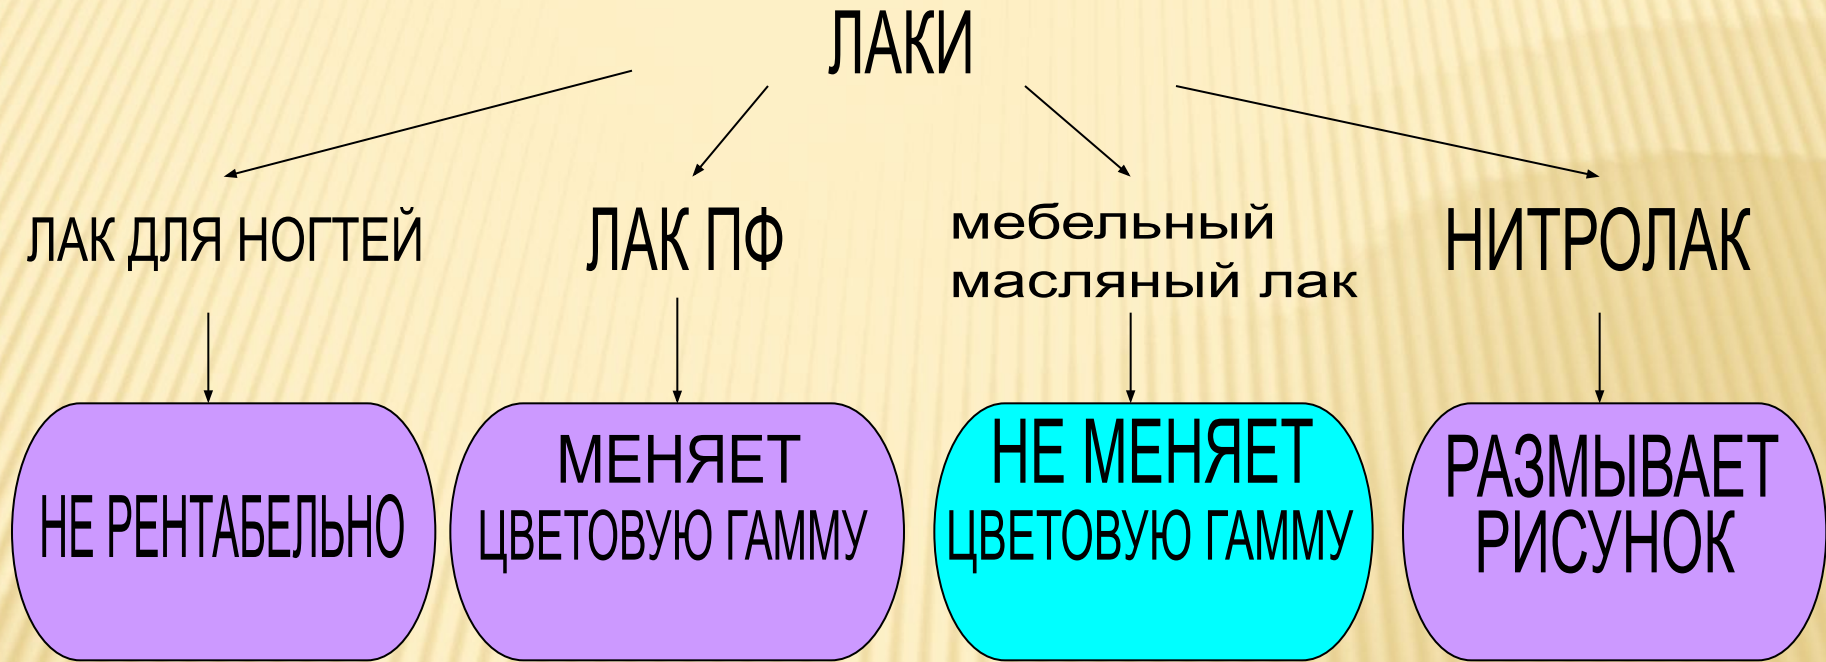 ЛАКИ
ЛАК ДЛЯ НОГТЕЙ
ЛАК ПФ
мебельный
масляный лак
НИТРОЛАК
НЕ РЕНТАБЕЛЬНО
МЕНЯЕТ
ЦВЕТОВУЮ ГАММУ
НЕ МЕНЯЕТ
ЦВЕТОВУЮ ГАММУ
РАЗМЫВАЕТ
РИСУНОК